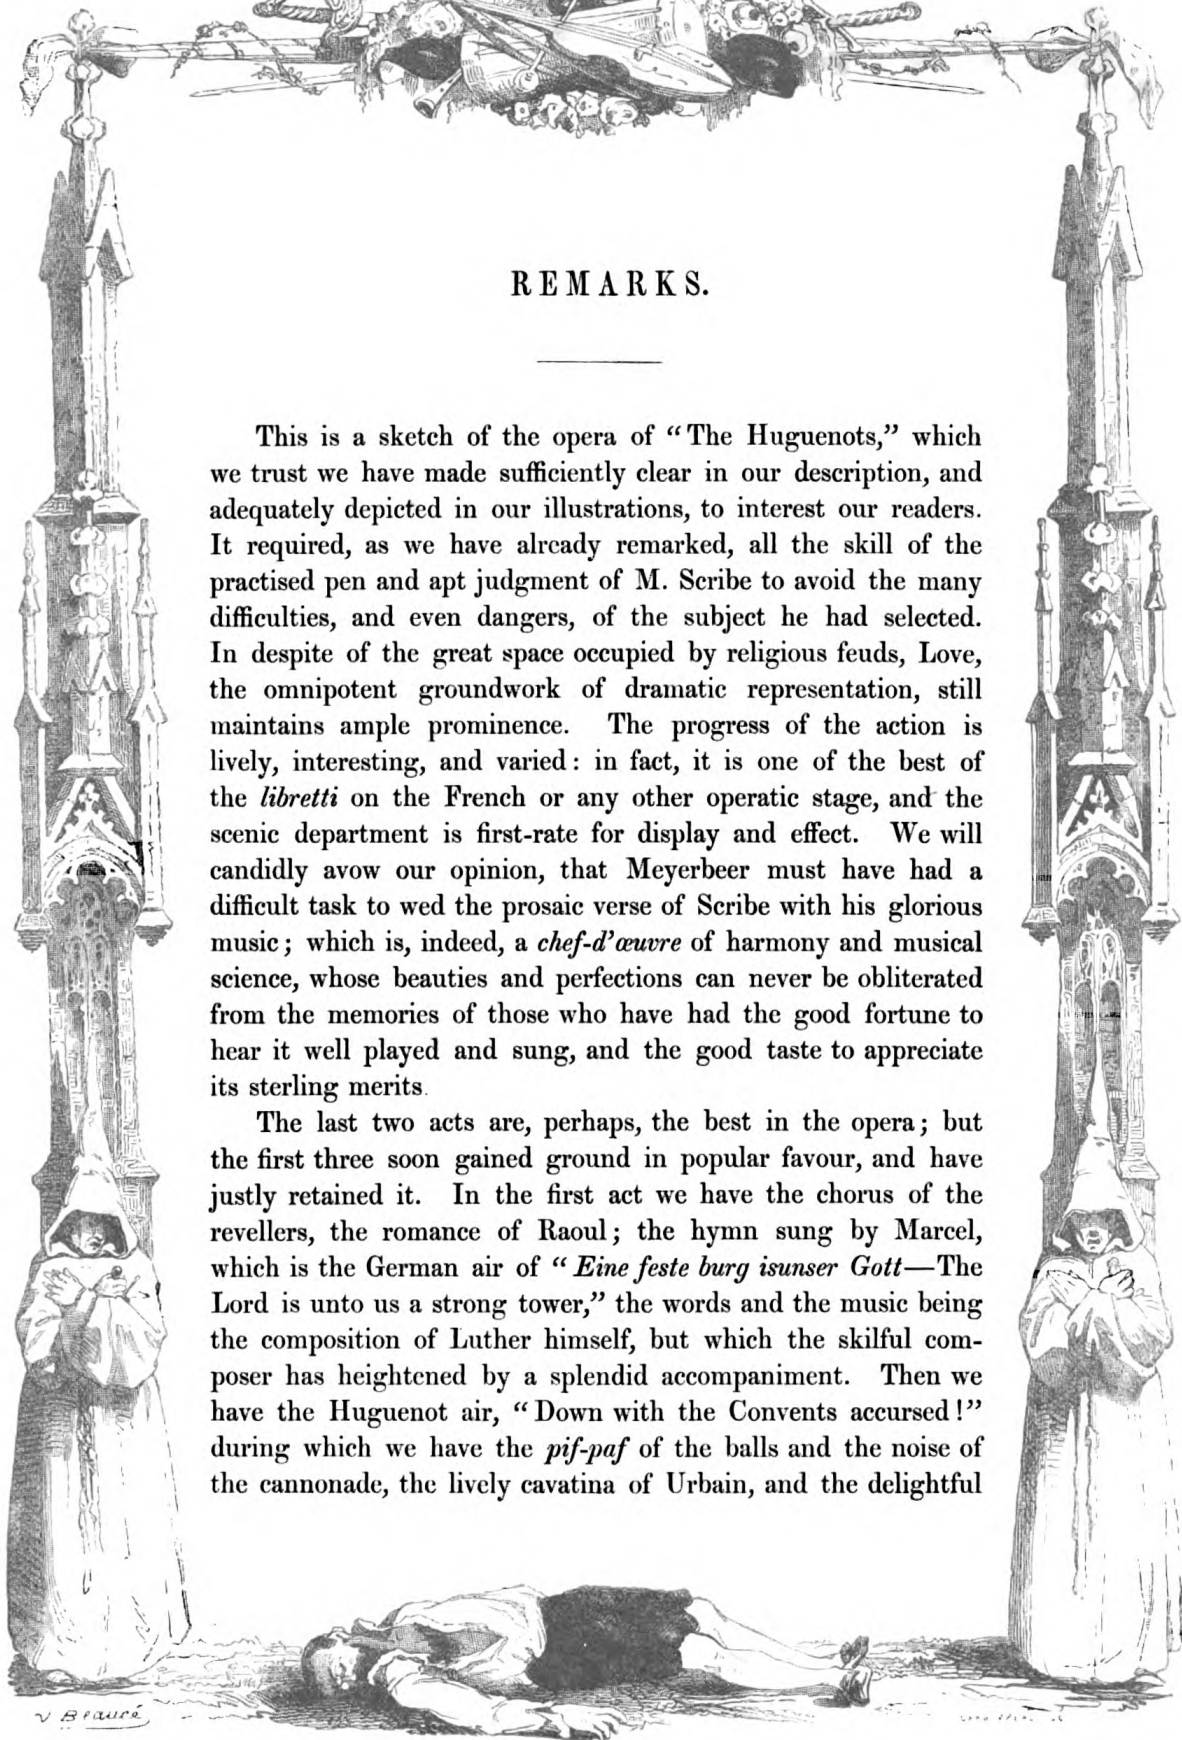 REMARKS.
This is a sketch of the opera of “The Huguenots,” which
we trust we have made sufficiently clear in our description, and
adequately depicted in our illustrations, to interest our readers.
It required, as we have already remarked, all the skill of the
practised pen and apt judgment of M. Scribe to avoid the many
difficulties, and even dangers, of the subject he had selected.
In despite of the great space occupied by religious feuds, Love,
the omnipotent groundwork of dramatic representation, still
maintains ample prominence. The progress of the action is
lively, interesting, and varied: in fact, it is one of the best of
the libretti on the French or any other operatic stage, and the
scenic department is first-rate for display and effect. We will
candidly avow our opinion, that Meyerbeer must have had a
difficult task to wed the prosaic verse of Scribe with his glorious
music; which is, indeed, a chef-d’œuvre of harmony and musical
science, whose beauties and perfections can never be obliterated
from the memories of those who have had the good fortune to
hear it well played and sung, and the good taste to appreciate
its sterling merits.
The last two acts are, perhaps, the best in the opera; but
the first three soon gained ground in popular favour, and have
justly retained it. In the first act we have the chorus of the
revellers, the romance of Raoul; the hymn sung by Marcel,
which is the German air of “Eine feste burg isunser Gott—The
Lord is unto us a strong tower,” the words and the music being
the composition of Luther himself, but which the skilful com-
poser has heightened by a splendid accompaniment. Then we
have the Huguenot air, “Down with the Convents accursed!”
during which we have the pif-paf of the balls and the noise of
the cannonade, the lively cavatina of Urbain, and the delightful
V Beaucé